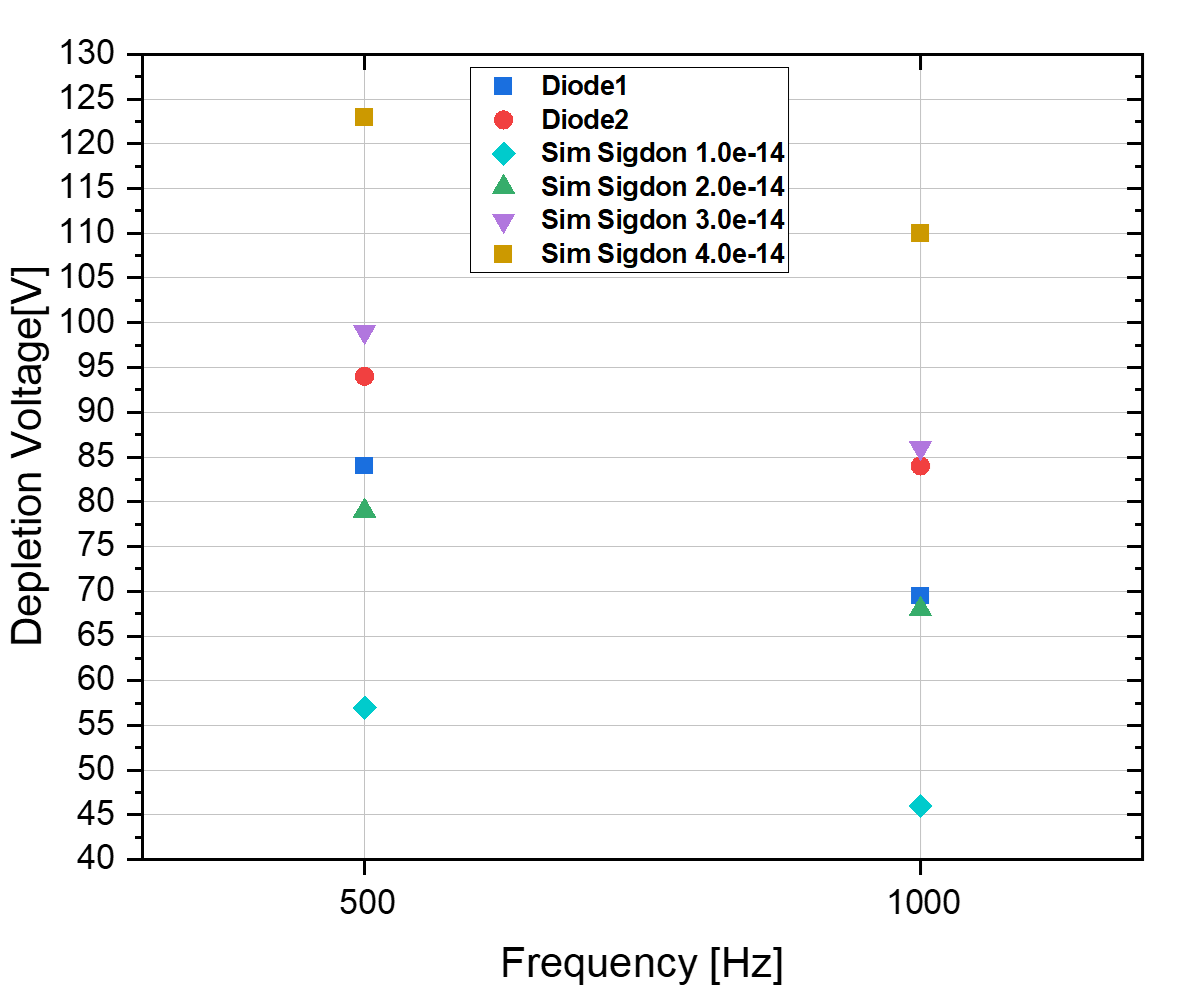 130
125
120
115
110
105
100
95
90
85
80
75
70
65
60
55
50
45
40
Depletion Voltage[V]
Diode1
Diode2
Sim Sigdon 1.0e-14
Sim Sigdon 2.0e-14
Sim Sigdon 3.0e-14
Sim Sigdon 4.0e-14
500 1000
Frequency [Hz]